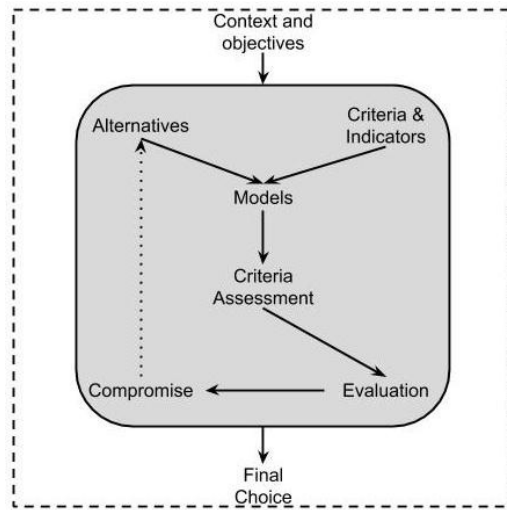 Context and
objectives
Alternatives
Criteria &
Indicators
Models
Criteria
Assessment
Compromise
Evaluation
Final
Choice